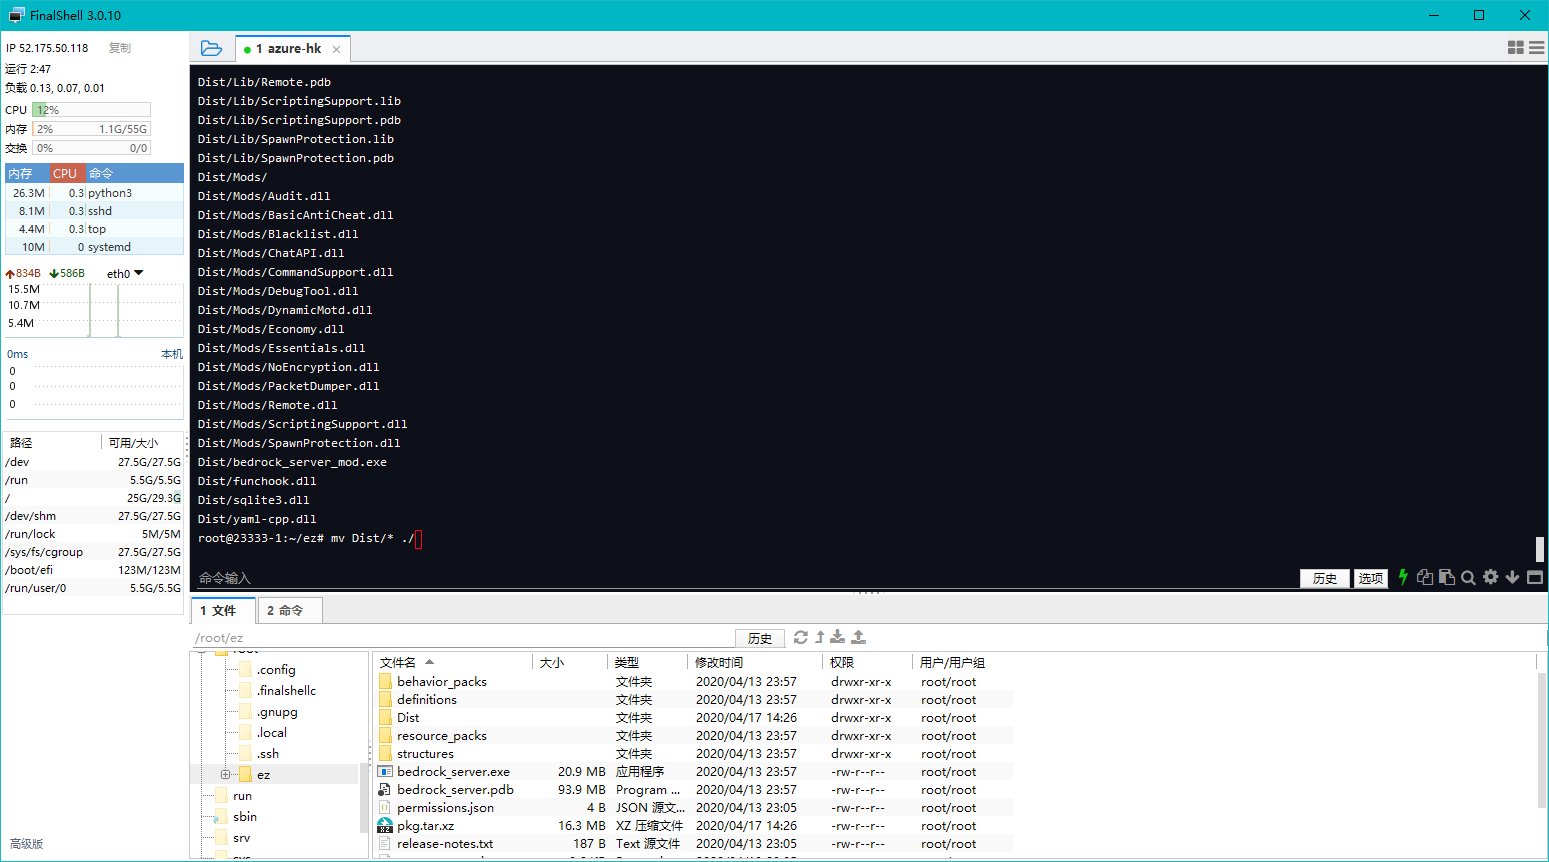 FinalShell 3.0.10
IP 52.175.50.118 复制
运行 2:47
负载 0.13, 0.07, 0.01
CPU 12%
内存 2% 1.1G/55G
交换 0% 0/0
内存 CPU 命令
26.3M 0.3 python3
8.1M 0.3 sshd
4.4M 0.3 top
10M 0 systemd
834B 586B eth0
15.5M
10.7M
5.4M
0ms 本机
0
0
0
路径 可用/大小
/dev 27.5G/27.5G
/run 5.5G/5.5G
/ 25G/29.3G
/dev/shm 27.5G/27.5G
/run/lock 5M/5M
/sys/fs/cgroup 27.5G/27.5G
/boot/efi 123M/123M
/run/user/0 5.5G/5.5G
高级版
1 azure-hk
Dist/Lib/Remote.pdb
Dist/Lib/ScriptingSupport.lib
Dist/Lib/ScriptingSupport.pdb
Dist/Lib/SpawnProtection.lib
Dist/Lib/SpawnProtection.pdb
Dist/Mods/
Dist/Mods/Audit.dll
Dist/Mods/BasicAntiCheat.dll
Dist/Mods/Blacklist.dll
Dist/Mods/ChatAPI.dll
Dist/Mods/CommandSupport.dll
Dist/Mods/DebugTool.dll
Dist/Mods/DynamicMotd.dll
Dist/Mods/Economy.dll
Dist/Mods/Essentials.dll
Dist/Mods/NoEncryption.dll
Dist/Mods/PacketDumper.dll
Dist/Mods/Remote.dll
Dist/Mods/ScriptingSupport.dll
Dist/Mods/SpawnProtection.dll
Dist/bedrock_server_mod.exe
Dist/funchook.dll
Dist/sqlite3.dll
Dist/yaml-cpp.dll
root@23333-1:~/ez# mv Dist/* ./
命令输入 历史 选项
1 文件 2 命令
/root/ez 历史
.config
.finalshellc
.gnupg
.local
.ssh
ez
run
sbin
srv
文件名 大小 类型 修改时间 权限 用户/用户组
behavior_packs 文件夹 2020/04/13 23:57 drwxr-xr-x root/root
definitions 文件夹 2020/04/13 23:57 drwxr-xr-x root/root
Dist 文件夹 2020/04/17 14:26 drwxr-xr-x root/root
resource_packs 文件夹 2020/04/13 23:57 drwxr-xr-x root/root
structures 文件夹 2020/04/13 23:57 drwxr-xr-x root/root
bedrock_server.exe 20.9 MB 应用程序 2020/04/13 23:57 -rw-r--r-- root/root
bedrock_server.pdb 93.9 MB Program ... 2020/04/13 23:57 -rw-r--r-- root/root
permissions.json 4 B JSON 源文... 2020/04/13 23:05 -rw-r--r-- root/root
pkg.tar.xz 16.3 MB XZ 压缩文件 2020/04/17 14:26 -rw-r--r-- root/root
release-notes.txt 187 B Text 源文件 2020/04/13 23:05 -rw-r--r-- root/root